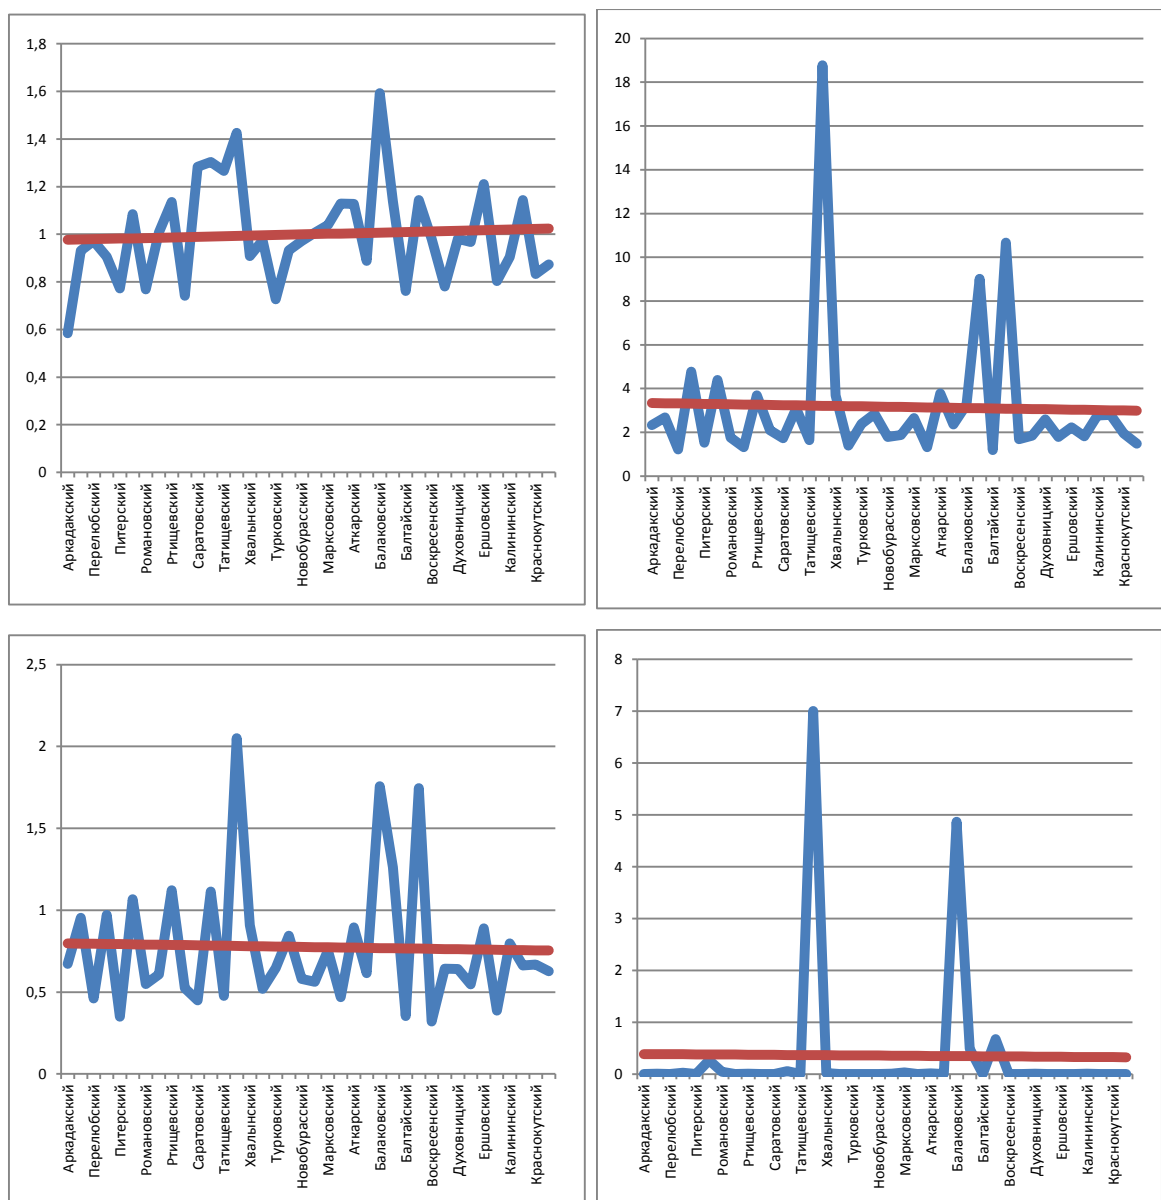 1,8
1,6
1,4
1,2
1
0,8
0,6
0,4
0,2
0
Аркадакский
Перелюбский
Питерский
Романовский
Ртищевский
Саратовский
Татищевский
Хвалынский
Турковский
Новобурасский
Марксовский
Аткарский
Балаковский
Балтайский
Воскресенский
Духовницкий
Ершовский
Калининский
Краснокутский
20
18
16
14
12
10
8
6
4
2
0
Аркадакский
Перелюбский
Питерский
Романовский
Ртищевский
Саратовский
Татищевский
Хвалынский
Турковский
Новобурасский
Марксовский
Аткарский
Балаковский
Балтайский
Воскресенский
Духовницкий
Ершовский
Калининский
Краснокутский
2,5
2
1,5
1
0,5
0
Аркадакский
Перелюбский
Питерский
Романовский
Ртищевский
Саратовский
Татищевский
Хвалынский
Турковский
Новобурасский
Марксовский
Аткарский
Балаковский
Балтайский
Воскресенский
Духовницкий
Ершовский
Калининский
Краснокутский
8
7
6
5
4
3
2
1
0
Аркадакский
Перелюбский
Питерский
Романовский
Ртищевский
Саратовский
Татищевский
Хвалынский
Турковский
Новобурасский
Марксовский
Аткарский
Балаковский
Балтайский
Воскресенский
Духовницкий
Ершовский
Калининский
Краснокутский